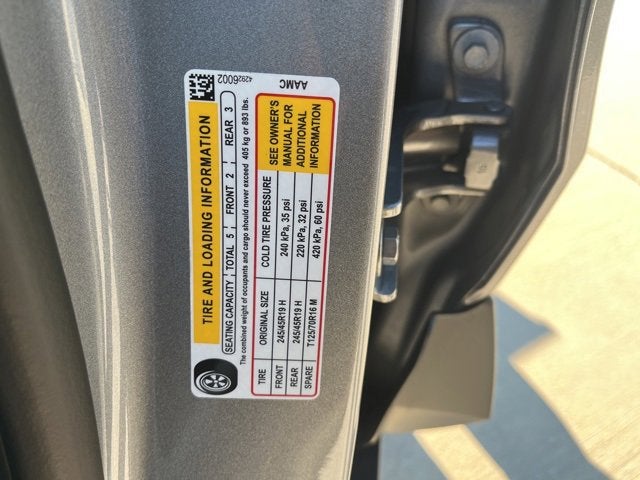 TIRE AND LOADING INFORMATION
42926002
SEATING CAPACITY TOTAL 5 FRONT 2 REAR 3
The combined weight of occupants and cargo should never exceed 405 kg or 893 lbs.
AAMC
TIRE ORIGINAL SIZE COLD TIRE PRESSURE
FRONT 245/45R19 H 240 kPa, 35 psi
REAR 245/45R19 H 220 kPa, 32 psi
SPARE T125/70R16 M 420 kPa, 60 psi
SEE OWNER'S
MANUAL FOR
ADDITIONAL
INFORMATION